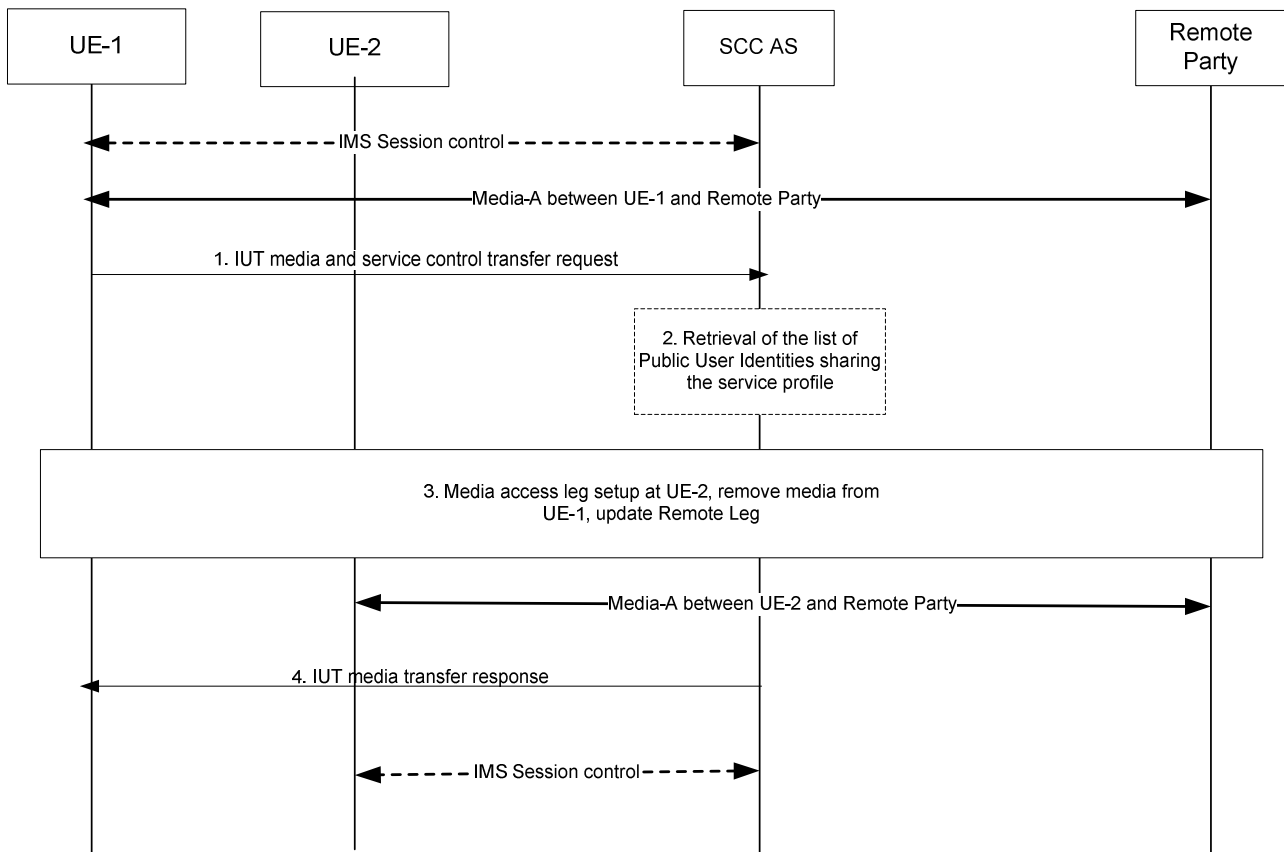 UE-1
UE-2
SCC AS
Remote
Party
IMS Session control
Media-A between UE-1 and Remote Party
1. IUT media and service control transfer request
2. Retrieval of the list of
Public User Identities sharing
the service profile
3. Media access leg setup at UE-2, remove media from
UE-1, update Remote Leg
Media-A between UE-2 and Remote Party
4. IUT media transfer response
IMS Session control